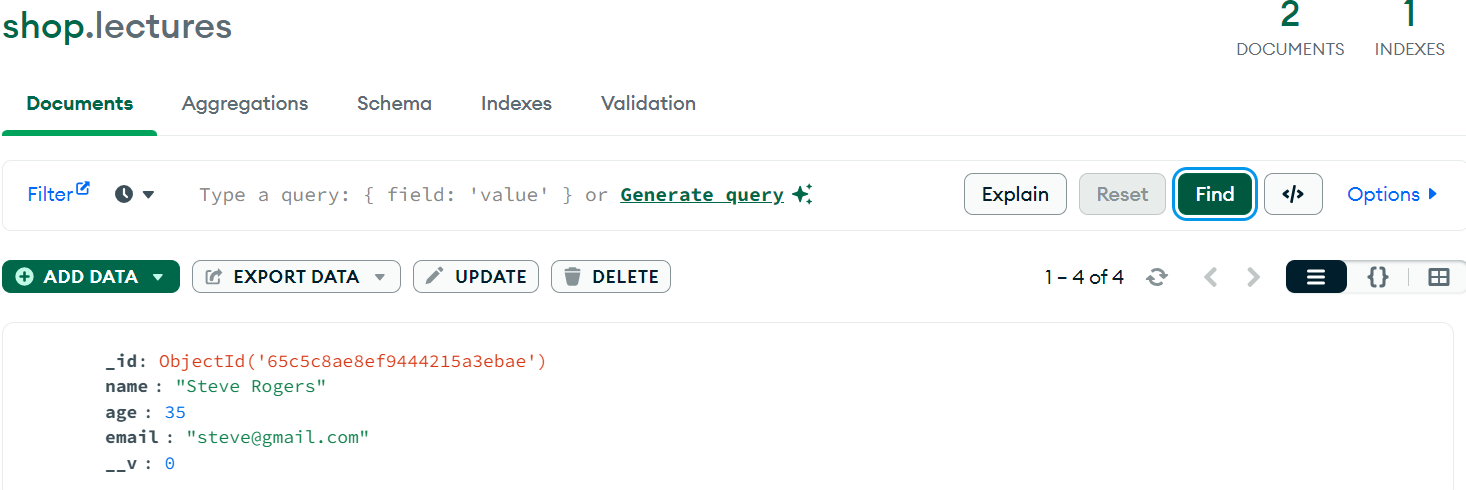 shop.lectures
2 1
DOCUMENTS INDEXES
Documents Aggregations Schema Indexes Validation
Filter Type a query: { field: 'value' } or Generate query Explain Reset Find </> Options
ADD DATA EXPORT DATA UPDATE DELETE 1 – 4 of 4 {}
_id: ObjectId('65c5c8ae8ef9444215a3ebae')
name : "Steve Rogers"
age : 35
email : "steve@gmail.com"
__v : 0